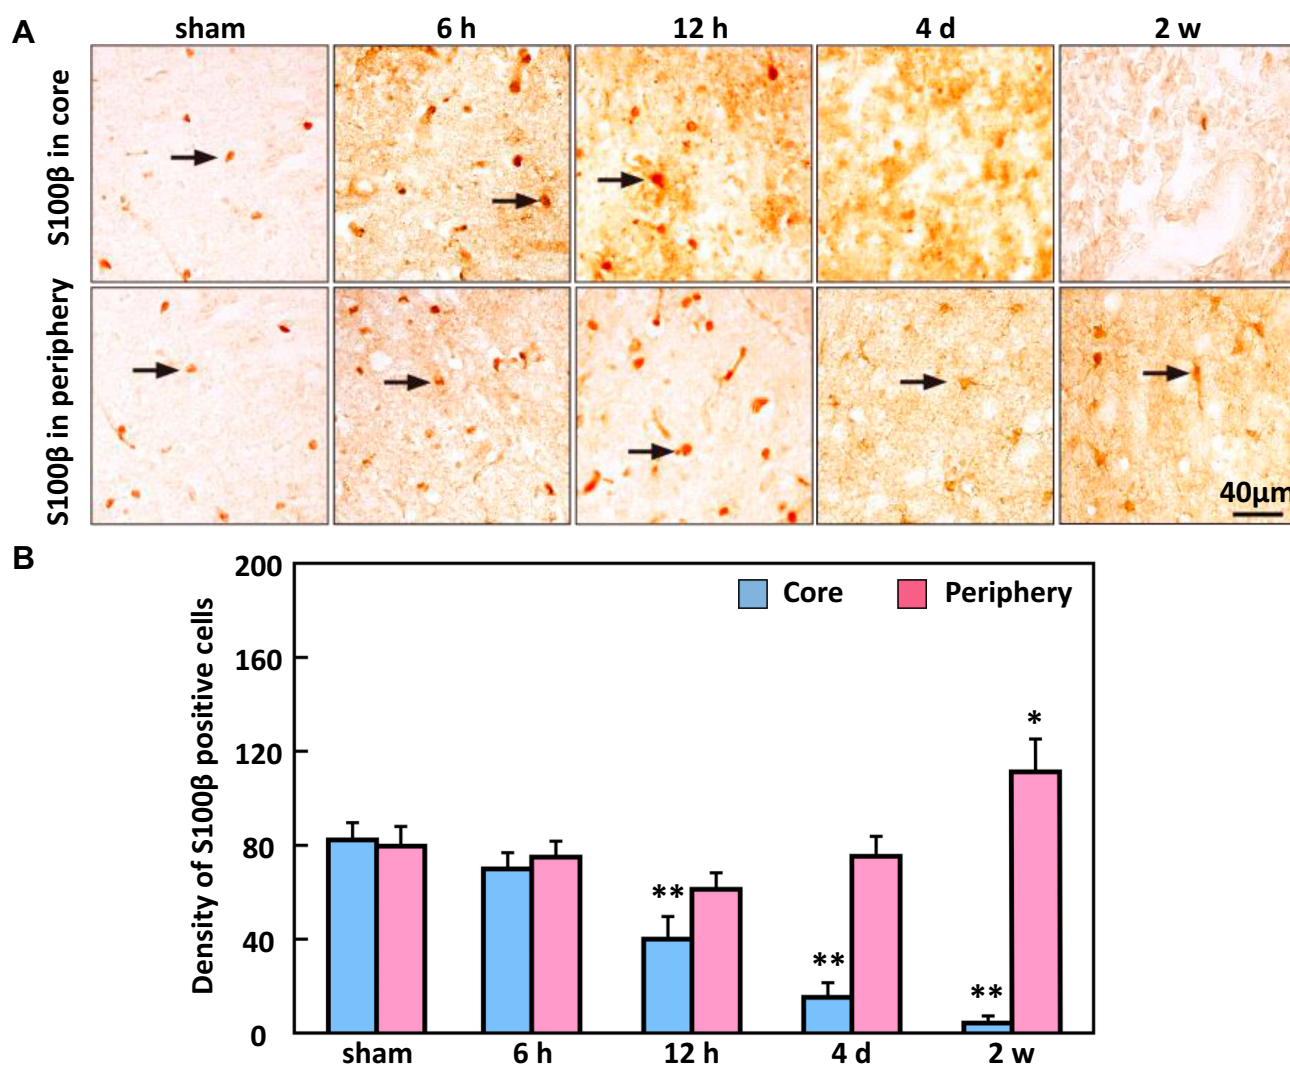 A
sham 6 h 12 h 4 d 2 w
S100β in core
S100β in periphery
40μm
B
Density of S100β positive cells
200
160
120
80
40
0
Core Periphery
**
**
**
*
sham 6 h 12 h 4 d 2 w